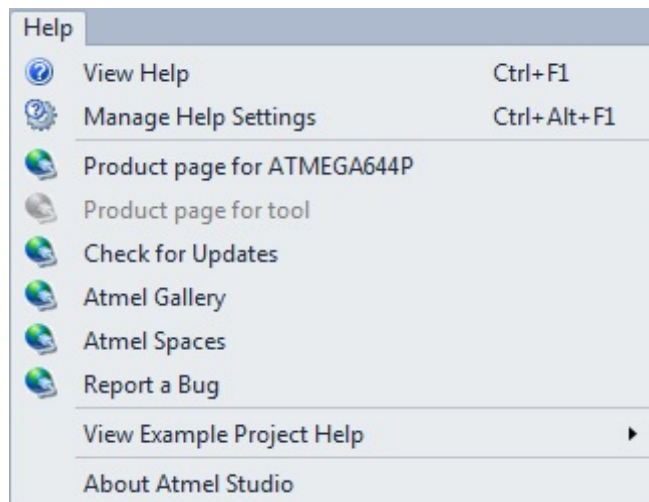 Help
View Help Ctrl+F1
Manage Help Settings Ctrl+Alt+F1
Product page for ATMEGA644P
Product page for tool
Check for Updates
Atmel Gallery
Atmel Spaces
Report a Bug
View Example Project Help
About Atmel Studio